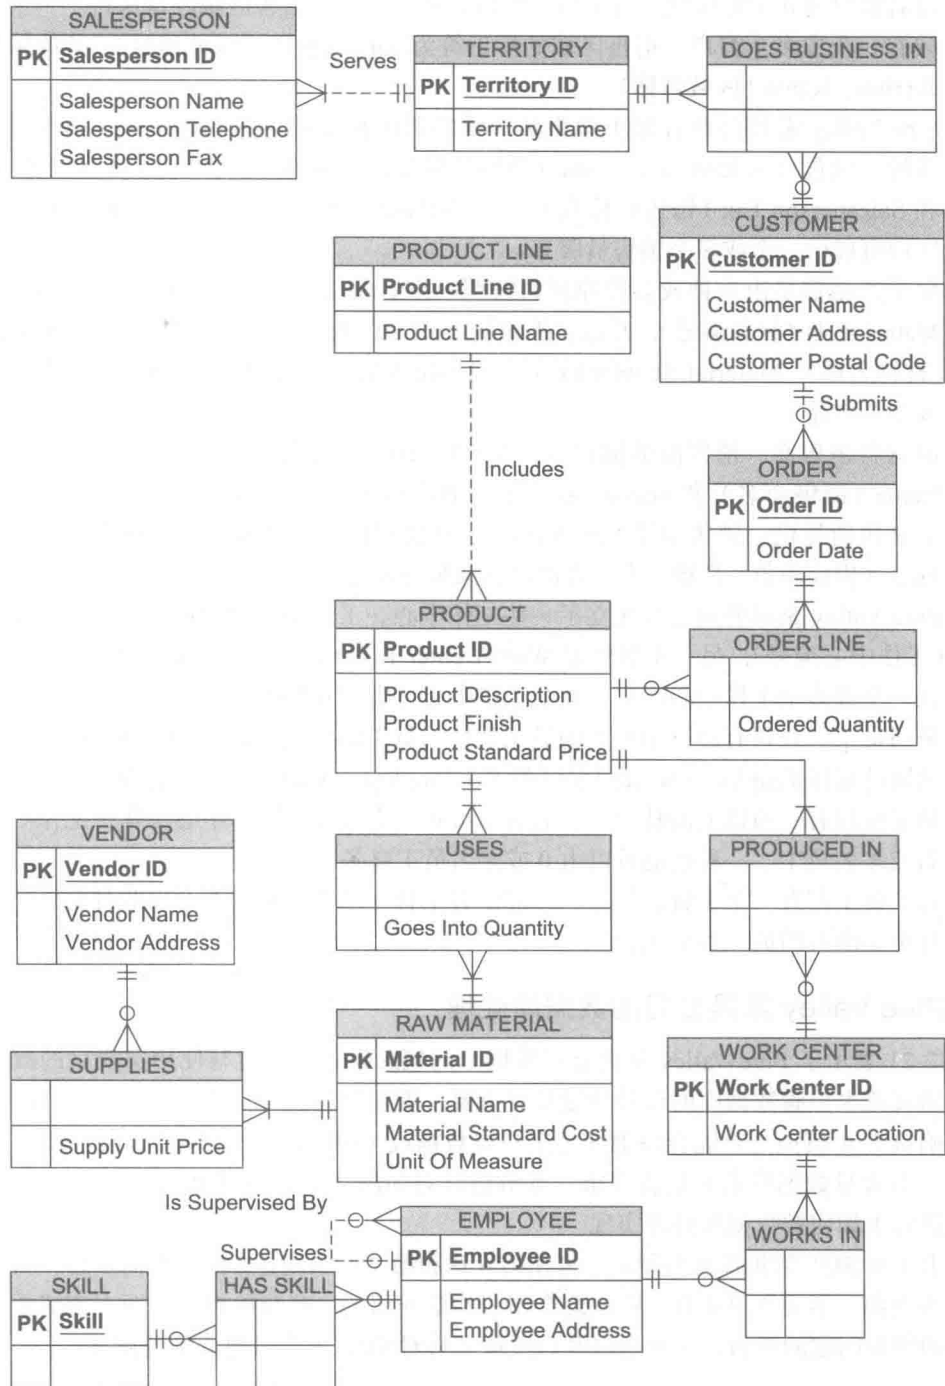 SALESPERSON
PK Salesperson ID
Salesperson Name
Salesperson Telephone
Salesperson Fax
Serves
TERRITORY
PK Territory ID
Territory Name
DOES BUSINESS IN
CUSTOMER
PK Customer ID
Customer Name
Customer Address
Customer Postal Code
Submits
PRODUCT LINE
PK Product Line ID
Product Line Name
Includes
ORDER
PK Order ID
Order Date
PRODUCT
PK Product ID
Product Description
Product Finish
Product Standard Price
ORDER LINE
Ordered Quantity
VENDOR
PK Vendor ID
Vendor Name
Vendor Address
USES
Goes Into Quantity
PRODUCED IN
SUPPLIES
Supply Unit Price
RAW MATERIAL
PK Material ID
Material Name
Material Standard Cost
Unit Of Measure
WORK CENTER
PK Work Center ID
Work Center Location
Is Supervised By
Supervises
EMPLOYEE
PK Employee ID
Employee Name
Employee Address
WORKS IN
SKILL
PK Skill
HAS SKILL